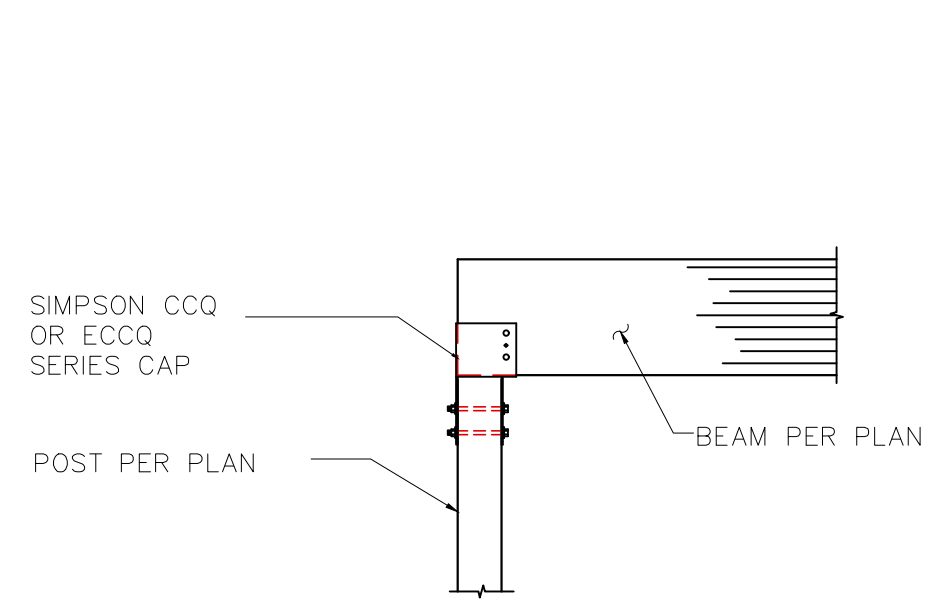 SIMPSON CCQ
OR ECCQ
SERIES CAP
BEAM PER PLAN
POST PER PLAN